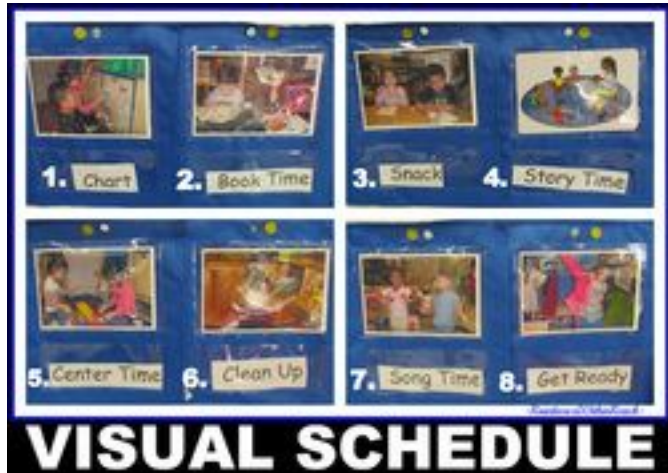 1. Chart
2. Book Time
3. Snack
4. Story Time
5. Center Time
6. Clean Up
7. Song Time
8. Get Ready
VISUAL SCHEDULE